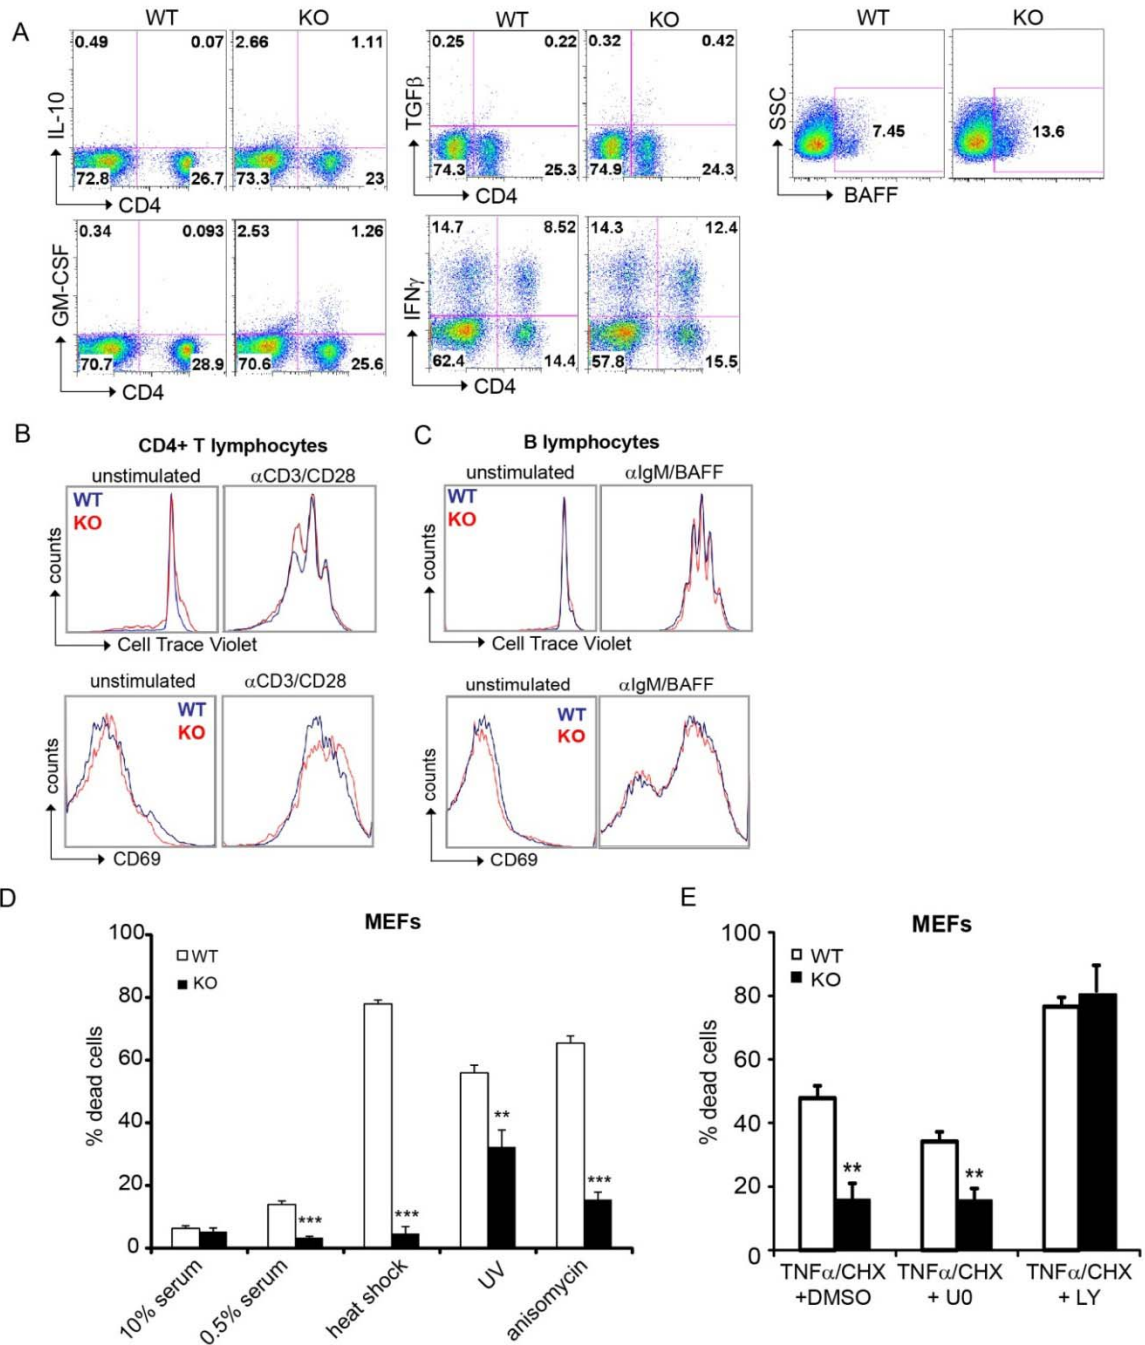 A
WT KO
0.49 0.07 2.66 1.11
IL-10
72.8 26.7 73.3 23
CD4
WT KO
0.25 0.22 0.32 0.42
TGFβ
74.3 25.3 74.9 24.3
CD4
WT KO
SSC
7.45 13.6
BAFF
0.34 0.093 2.53 1.26
GM-CSF
70.7 28.9 70.6 25.6
CD4
14.7 8.52 14.3 12.4
IFNγ
62.4 14.4 57.8 15.5
CD4
B
CD4+ T lymphocytes
unstimulated αCD3/CD28
WT
KO
counts
Cell Trace Violet
unstimulated αCD3/CD28
WT
KO
counts
CD69
C
B lymphocytes
unstimulated αIgM/BAFF
WT
KO
counts
Cell Trace Violet
unstimulated αIgM/BAFF
WT
KO
counts
CD69
D
MEFs
WT
KO
% dead cells
100
80
60
40
20
0
***
***
**
***
10% serum 0.5% serum heat shock UV anisomycin
E
MEFs
WT
KO
% dead cells
100
80
60
40
20
0
**
**
TNFα/CHX TNFα/CHX TNFα/CHX
+DMSO + U0 + LY